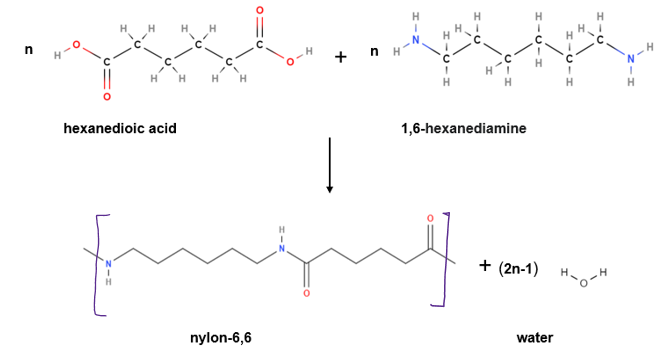 n
H O C O C H H C H H C H H C H H C O O H
+
n
H H N C H H C H H C H H C H H C H H C H H N H H
hexanedioic acid
1,6-hexanediamine
H N
O
N H
O
+ (2n-1)
H O H
nylon-6,6
water